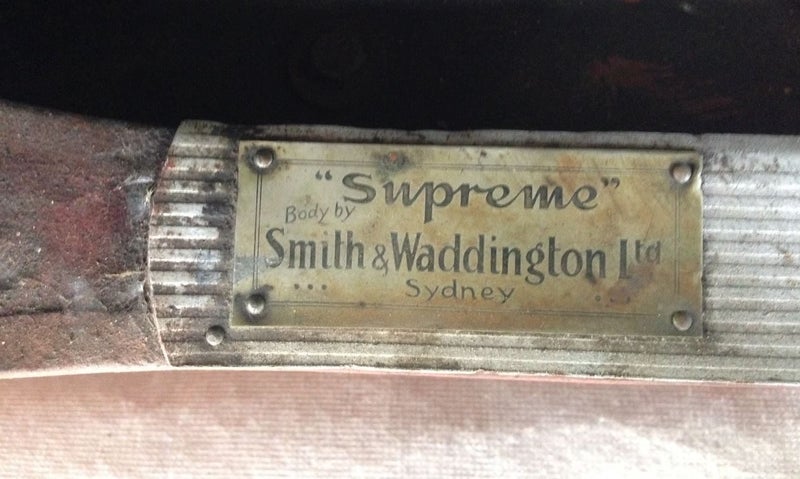 "Supreme"
Body by
Smith & Waddington Ltd
... Sydney ...